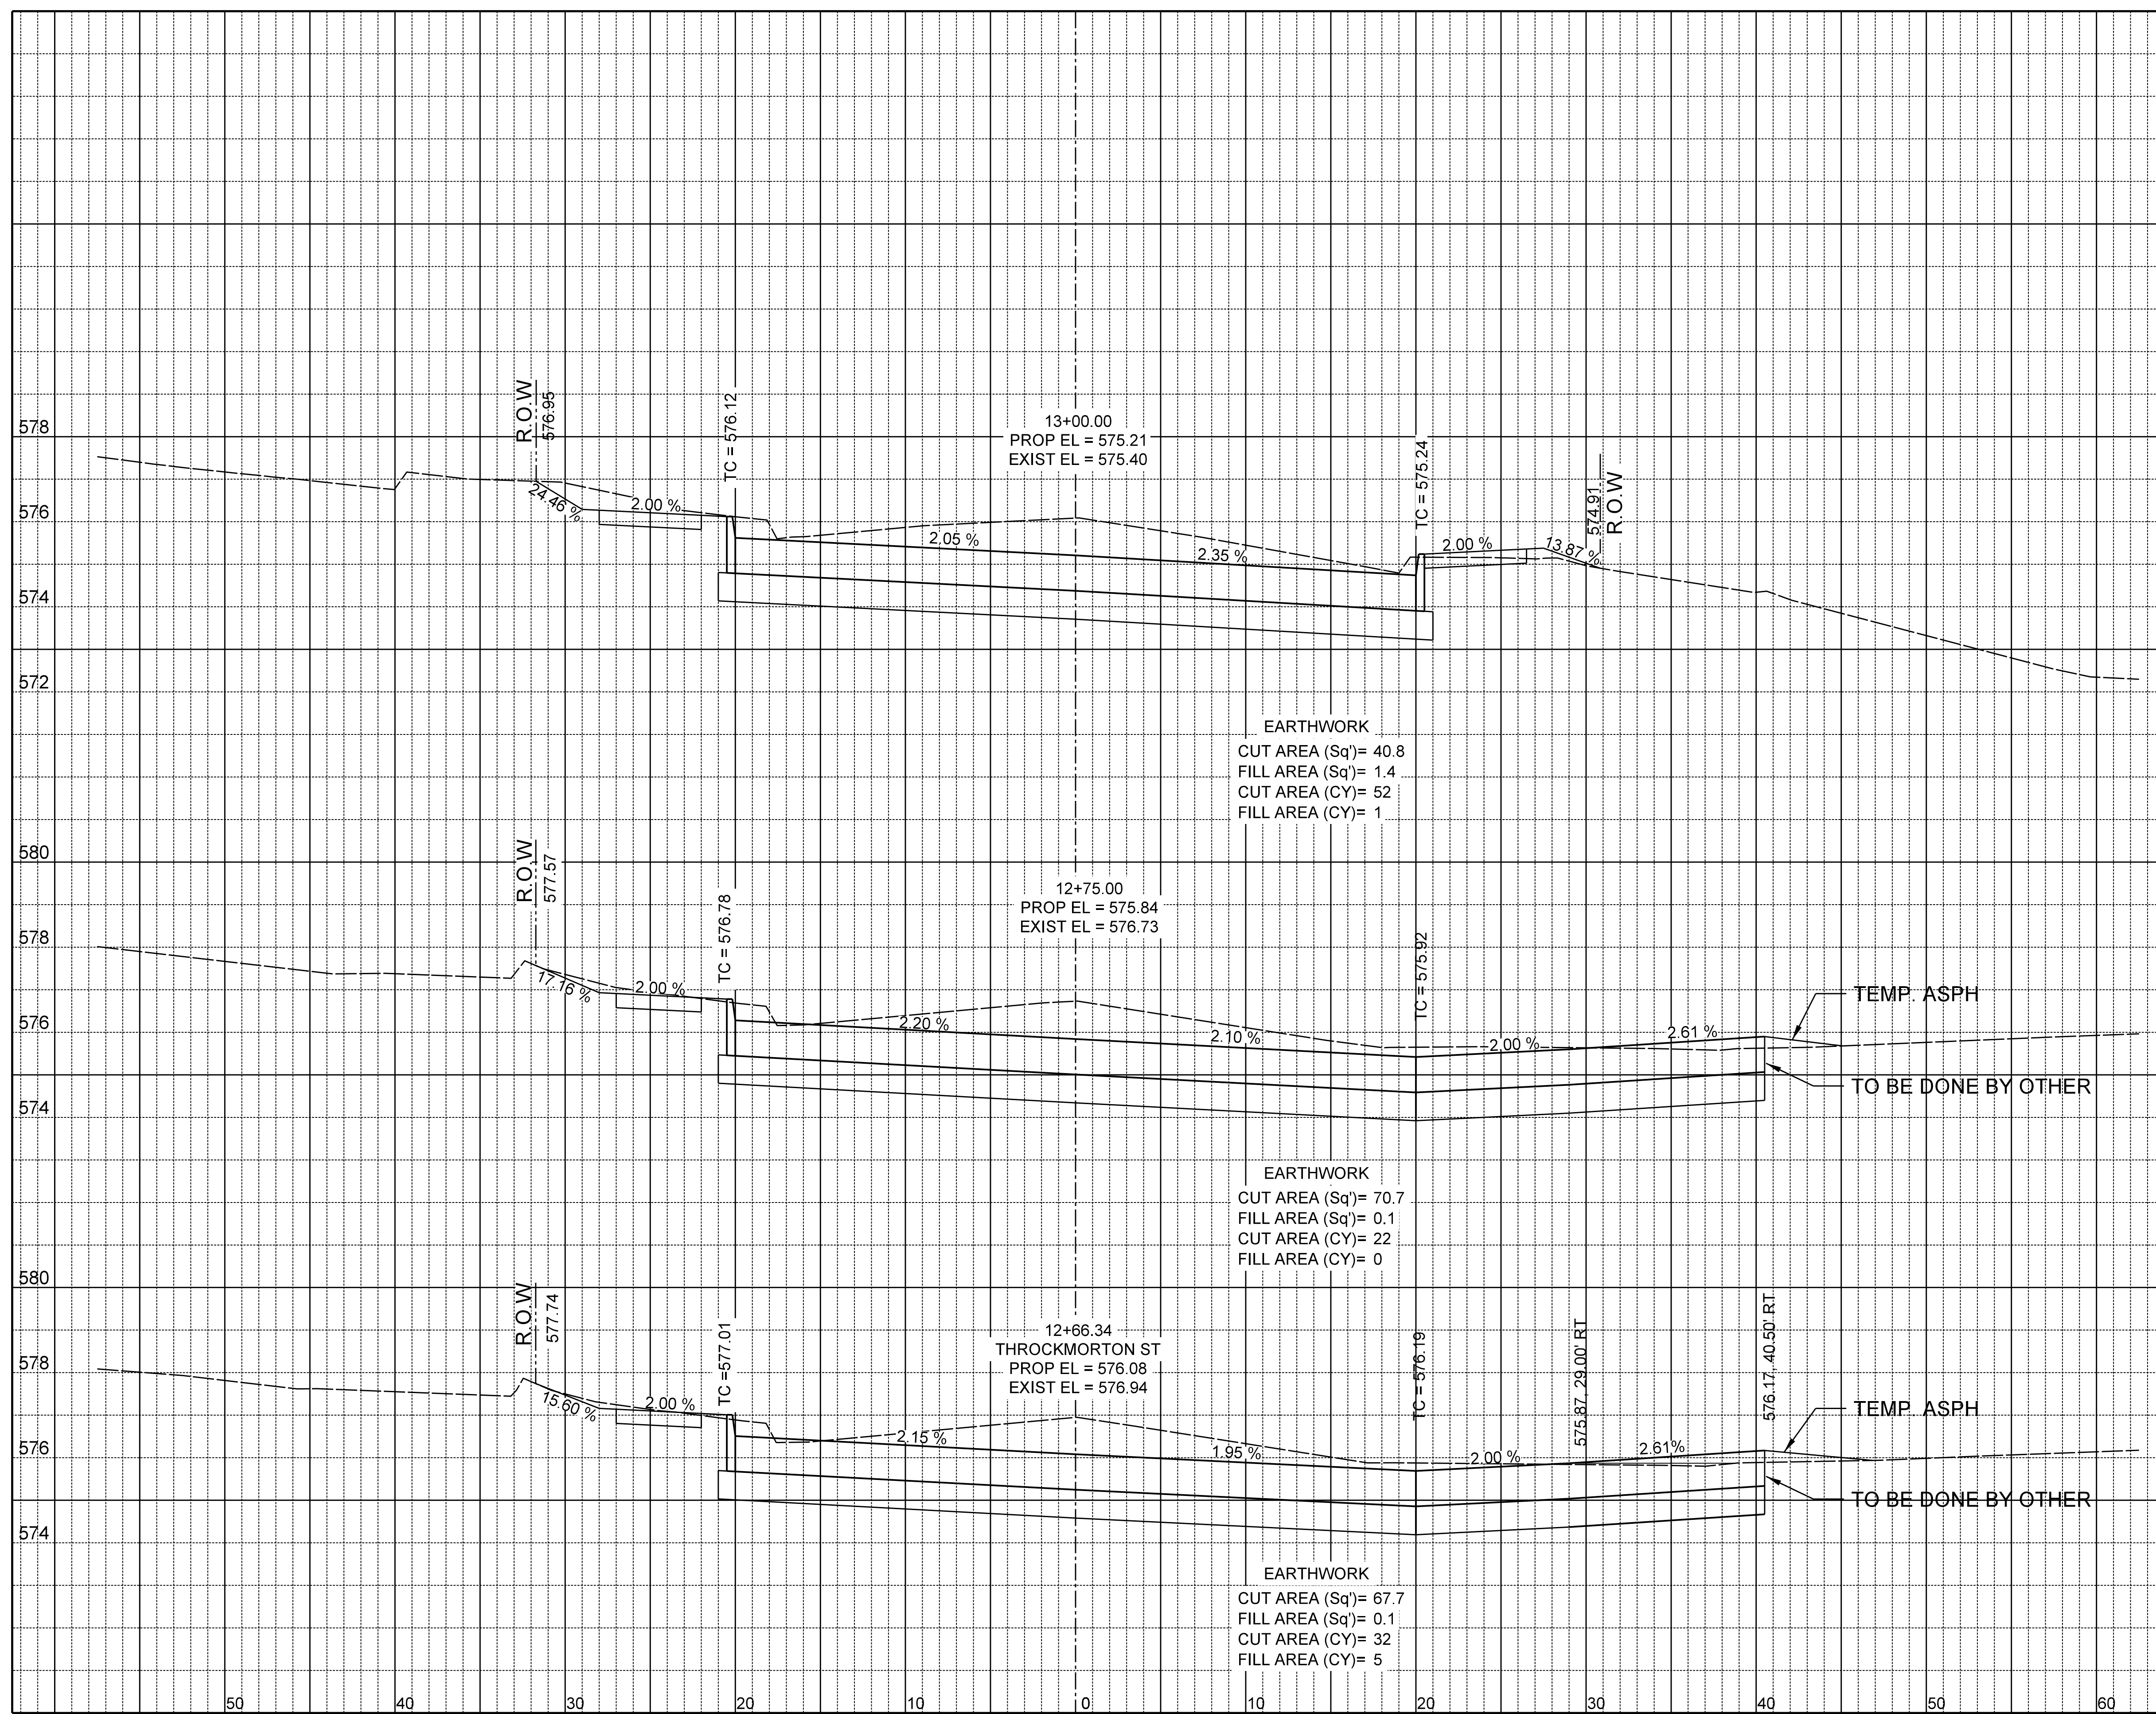 R.O.W
576.95
TC = 576.12
13+00.00
PROP EL = 575.21
EXIST EL = 575.40
TC = 575.24
574.91
R.O.W
578
24.46 %
2.00 %
2.05 %
2.35 %
2.00 %
13.87 %
576
574
572
EARTHWORK
CUT AREA (Sq')= 40.8
FILL AREA (Sq')= 1.4
CUT AREA (CY)= 52
FILL AREA (CY)= 1
580
R.O.W
577.57
TC = 576.78
12+75.00
PROP EL = 575.84
EXIST EL = 576.73
TC = 575.92
578
17.16 %
2.00 %
2.20 %
2.10 %
2.00 %
2.61 %
TEMP. ASPH
576
TO BE DONE BY OTHER
574
EARTHWORK
CUT AREA (Sq')= 70.7
FILL AREA (Sq')= 0.1
CUT AREA (CY)= 22
FILL AREA (CY)= 0
580
R.O.W
577.74
TC =577.01
12+66.34
THROCKMORTON ST
PROP EL = 576.08
EXIST EL = 576.94
TC = 576.19
575.87, 29.00' RT
576.17, 40.50' RT
578
15.60 %
2.00 %
2.15 %
1.95 %
2.00 %
2.61%
TEMP. ASPH
576
TO BE DONE BY OTHER
574
EARTHWORK
CUT AREA (Sq')= 67.7
FILL AREA (Sq')= 0.1
CUT AREA (CY)= 32
FILL AREA (CY)= 5
50 40 30 20 10 0 10 20 30 40 50 60